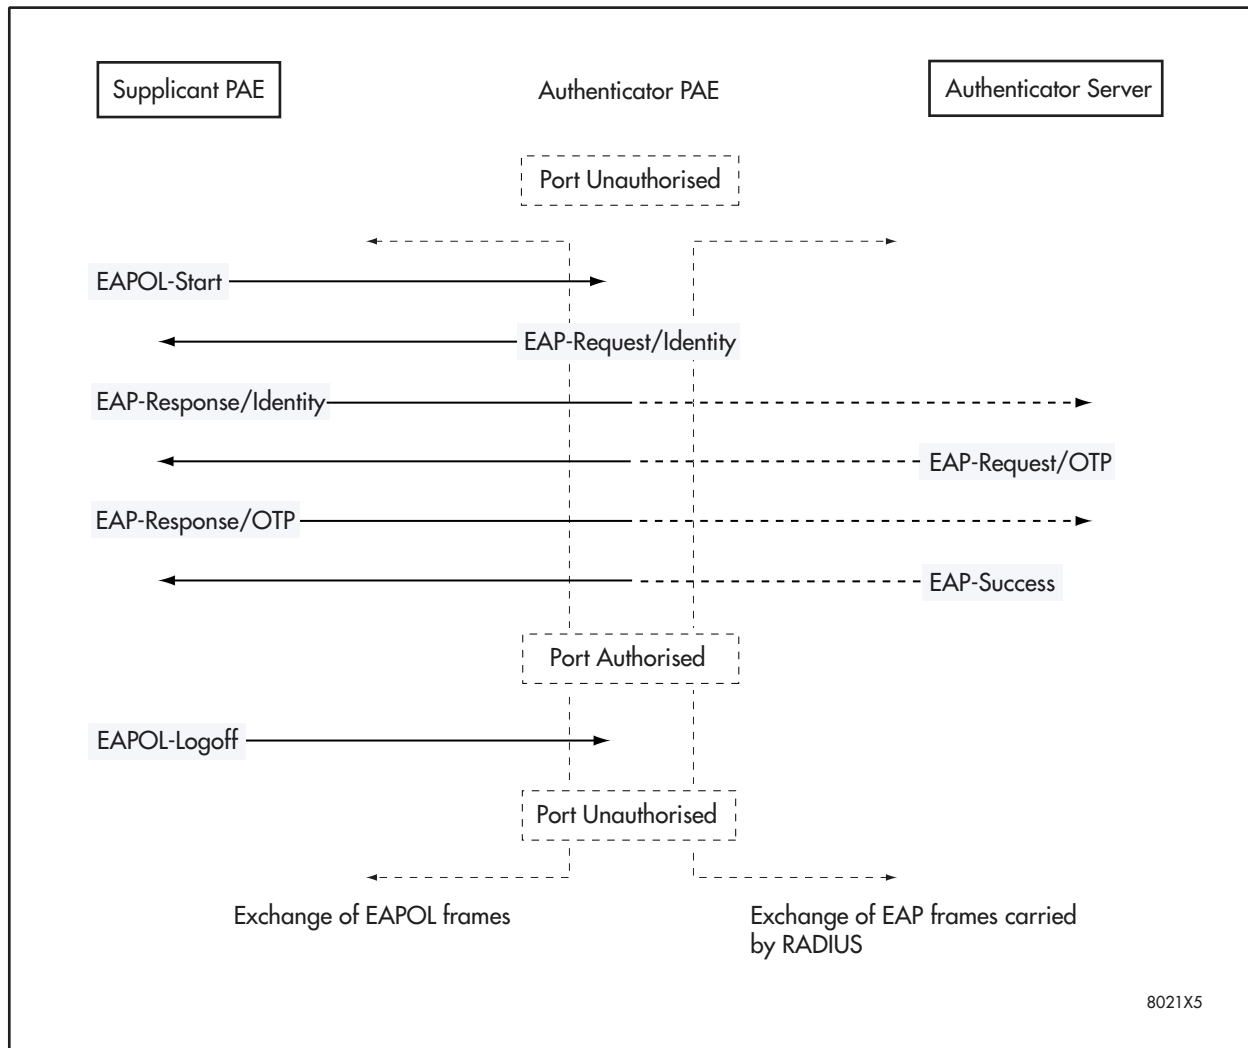 Supplicant PAE
Authenticator PAE
Authenticator Server
Port Unauthorised
EAPOL-Start
EAP-Request/Identity
EAP-Response/Identity
EAP-Request/OTP
EAP-Response/OTP
EAP-Success
Port Authorised
EAPOL-Logoff
Port Unauthorised
Exchange of EAPOL frames
Exchange of EAP frames carried
by RADIUS
8021X5